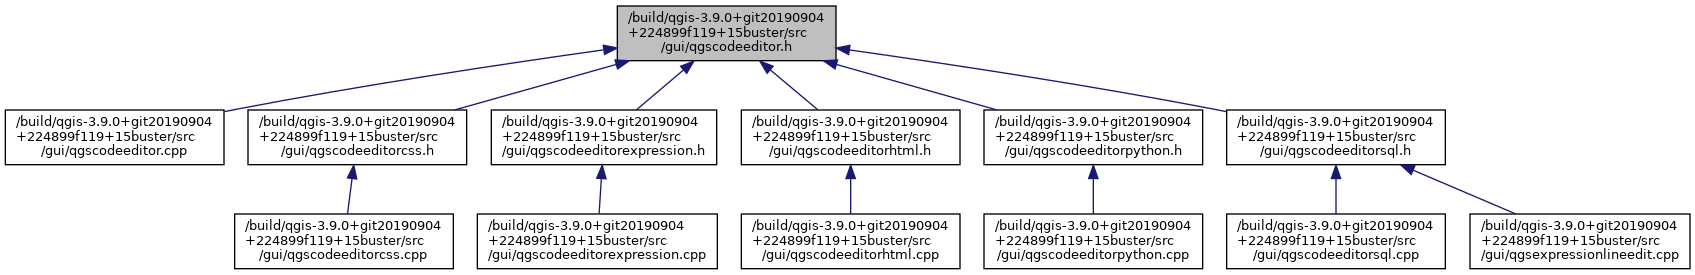 /build/qgis-3.9.0+git20190904
+224899f119+15buster/src
/gui/qgscodeeditor.h
/build/qgis-3.9.0+git20190904
+224899f119+15buster/src
/gui/qgscodeeditor.cpp
/build/qgis-3.9.0+git20190904
+224899f119+15buster/src
/gui/qgscodeeditorcss.h
/build/qgis-3.9.0+git20190904
+224899f119+15buster/src
/gui/qgscodeeditorexpression.h
/build/qgis-3.9.0+git20190904
+224899f119+15buster/src
/gui/qgscodeeditorhtml.h
/build/qgis-3.9.0+git20190904
+224899f119+15buster/src
/gui/qgscodeeditorpython.h
/build/qgis-3.9.0+git20190904
+224899f119+15buster/src
/gui/qgscodeeditorsql.h
/build/qgis-3.9.0+git20190904
+224899f119+15buster/src
/gui/qgscodeeditorcss.cpp
/build/qgis-3.9.0+git20190904
+224899f119+15buster/src
/gui/qgscodeeditorexpression.cpp
/build/qgis-3.9.0+git20190904
+224899f119+15buster/src
/gui/qgscodeeditorhtml.cpp
/build/qgis-3.9.0+git20190904
+224899f119+15buster/src
/gui/qgscodeeditorpython.cpp
/build/qgis-3.9.0+git20190904
+224899f119+15buster/src
/gui/qgscodeeditorsql.cpp
/build/qgis-3.9.0+git20190904
+224899f119+15buster/src
/gui/qgsexpressionlineedit.cpp